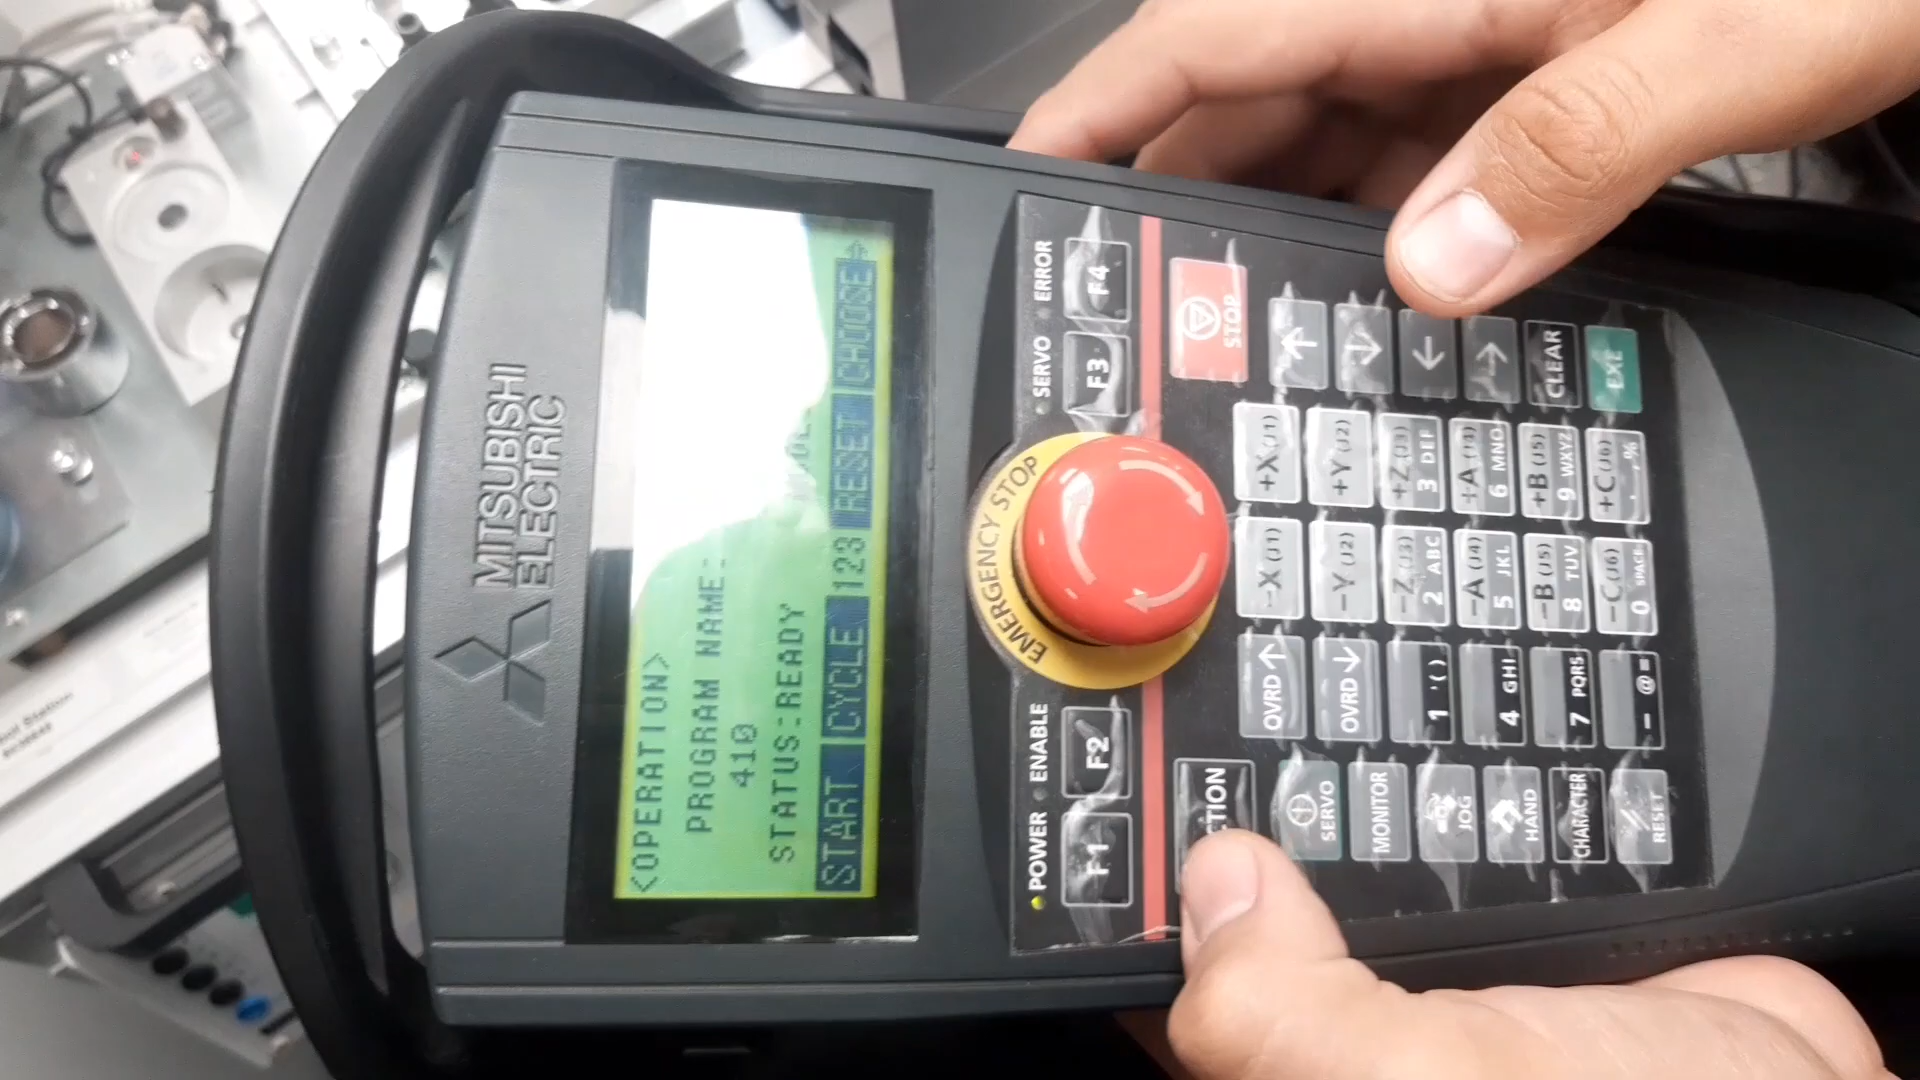 MITSUBISHI
ELECTRIC
<OPERATION>
PROGRAM NAME:
410
STATUS:READY
START CYCLE 123 RESET CHOOSE
POWER ENABLE
SERVO ERROR
F1 F2
F3 F4
EMERGENCY STOP
STOP
OVRD↑ -X (J1) +X (J1) ↑
SERVO
OVRD↓ -Y (J2) +Y (J2) ↓
MONITOR
1 '() -Z (J3) 2 ABC +Z (J3) 3 DEF ←
JOG
4 GHI -A (J4) 5 JKL +A (J4) 6 MNO →
HAND
7 PQRS -B (J5) 8 TUV +B (J5) 9 WXYZ CLEAR
CHARACTER
- @ = -C (J6) 0 SPACE +C (J6) EXE
RESET